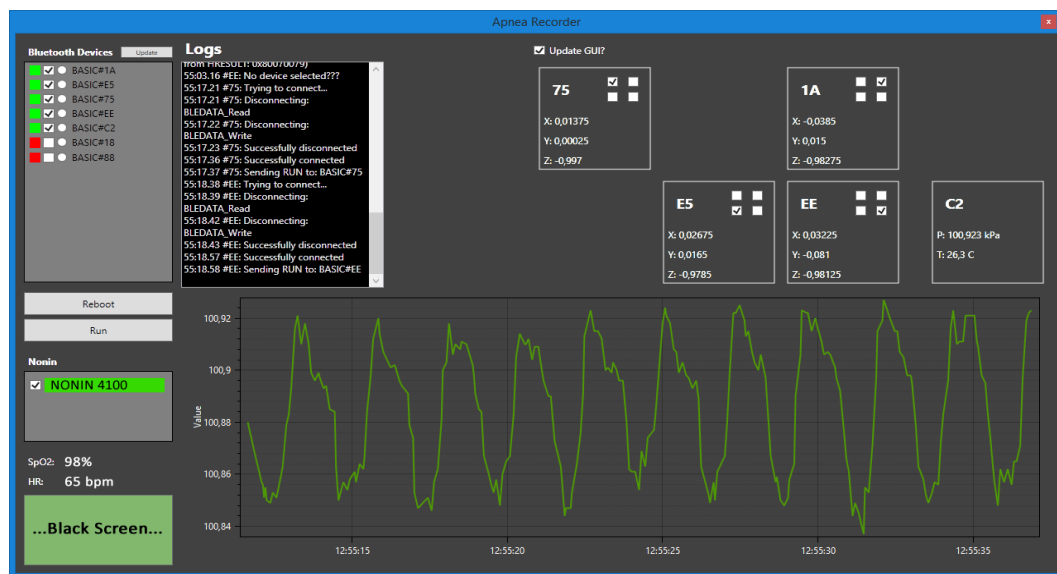 Apnea Recorder
x
Bluetooth Devices
Update
BASIC#1A
BASIC#E5
BASIC#75
BASIC#EE
BASIC#C2
BASIC#18
BASIC#88
Logs
from HRESULT: 0x80070079)
55:03.16 #EE: No device selected???
55:17.21 #75: Trying to connect...
55:17.21 #75: Disconnecting:
BLEDATA_Read
55:17.22 #75: Disconnecting:
BLEDATA_Write
55:17.23 #75: Successfully disconnected
55:17.36 #75: Successfully connected
55:17.37 #75: Sending RUN to: BASIC#75
55:18.38 #EE: Trying to connect...
55:18.39 #EE: Disconnecting:
BLEDATA_Read
55:18.42 #EE: Disconnecting:
BLEDATA_Write
55:18.43 #EE: Successfully disconnected
55:18.57 #EE: Successfully connected
55:18.58 #EE: Sending RUN to: BASIC#EE
Update GUI?
75
X: 0,01375
Y: 0,00025
Z: -0,997
1A
X: -0,0385
Y: 0,015
Z: -0,98275
E5
X: 0,02675
Y: 0,0165
Z: -0,9785
EE
X: 0,03225
Y: -0,081
Z: -0,98125
C2
P: 100,923 kPa
T: 26,3 C
Reboot
Run
Nonin
NONIN 4100
SpO2: 98%
HR: 65 bpm
...Black Screen...
Value
100,92
100,9
100,88
100,86
100,84
12:55:15
12:55:20
12:55:25
12:55:30
12:55:35